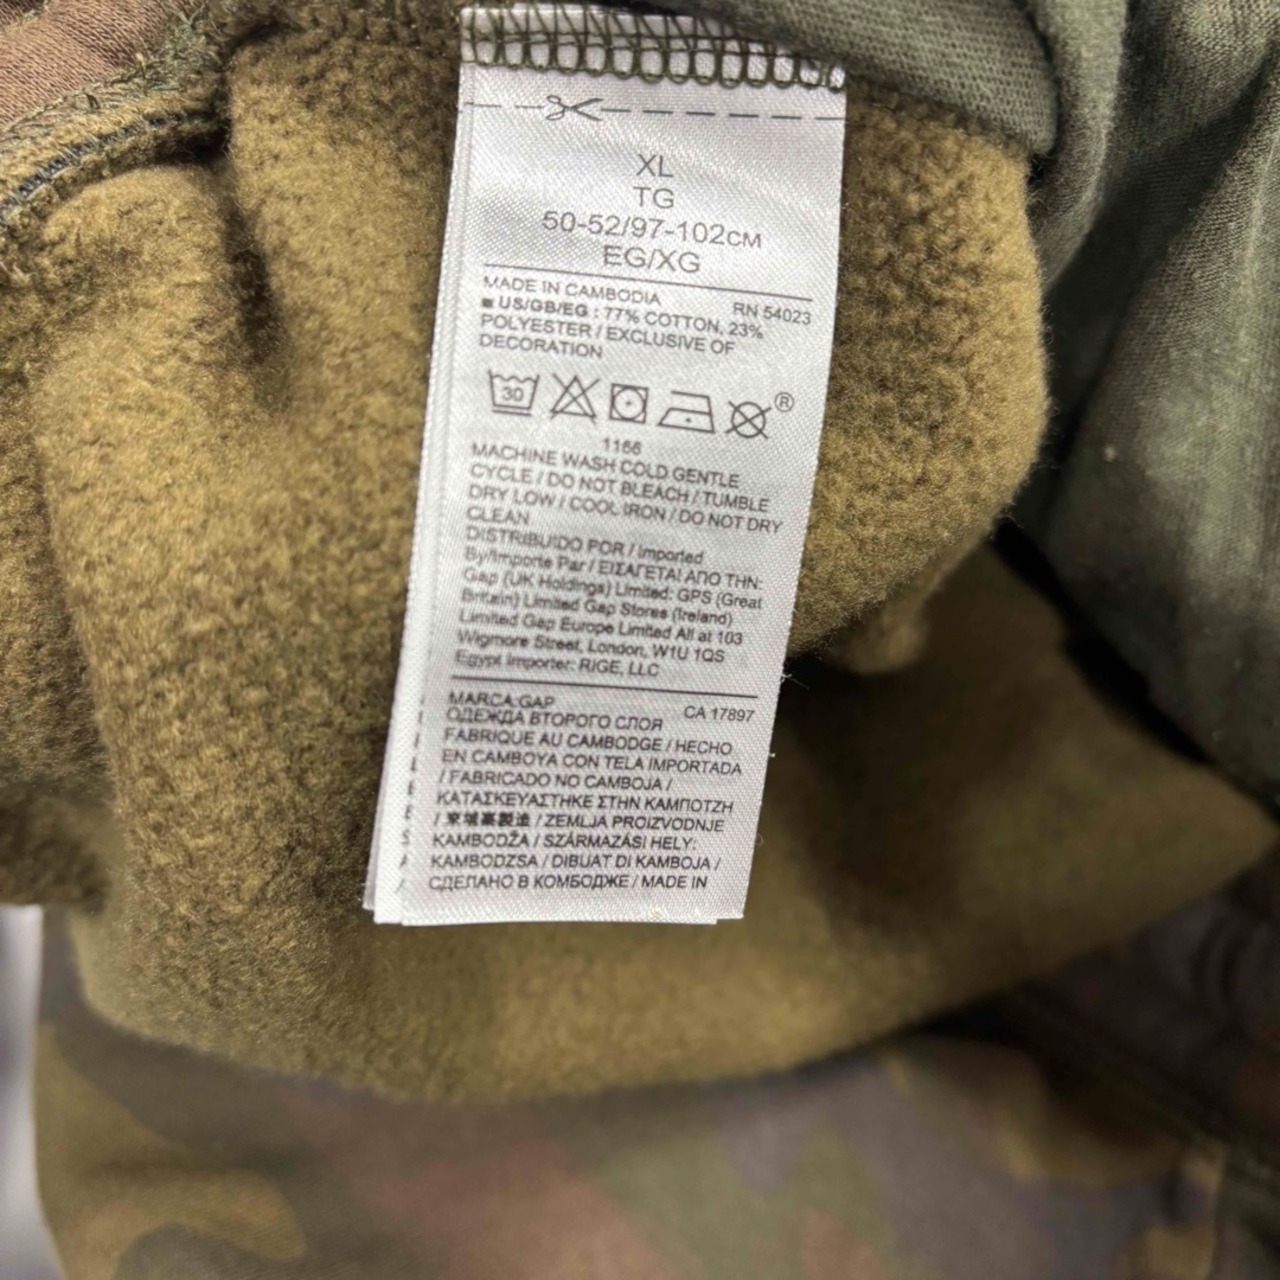 XL
TG
50-52/97-102CM
EG/XG
MADE IN CAMBODIA
RN 54023
■ US/GB/EG : 77% COTTON, 23%
POLYESTER / EXCLUSIVE OF
DECORATION
30
®
1166
MACHINE WASH COLD GENTLE
CYCLE / DO NOT BLEACH / TUMBLE
DRY LOW / COOL IRON / DO NOT DRY
CLEAN
DISTRIBUIDO POR / Imported
By/Importe Par / ΕΙΣΑΓΕΤΑΙ ΑΠΟ ΤΗΝ:
Gap (UK Holdings) Limited: GPS (Great
Britain) Limited Gap Stores (Ireland)
Limited Gap Europe Limited All at 103
Wigmore Street, London, W1U 1QS
Egypt Importer: RIGE, LLC
MARCA:GAP
CA 17897
ОДЕЖДА ВТОРОГО СЛОЯ
FABRIQUE AU CAMBODGE / HECHO
EN CAMBOYA CON TELA IMPORTADA
/ FABRICADO NO CAMBOJA /
ΚΑΤΑΣΚΕΥΑΣΤΗΚΕ ΣΤΗΝ ΚΑΜΠΟΤΖΗ
/ 柬埔寨製造 / ZEMLJA PROIZVODNJE
KAMBODŽA / SZÁRMAZÁSI HELY:
KAMBODZSA / DIBUAT DI KAMBOJA /
СДЕЛАНО В КОМБОДЖЕ / MADE IN